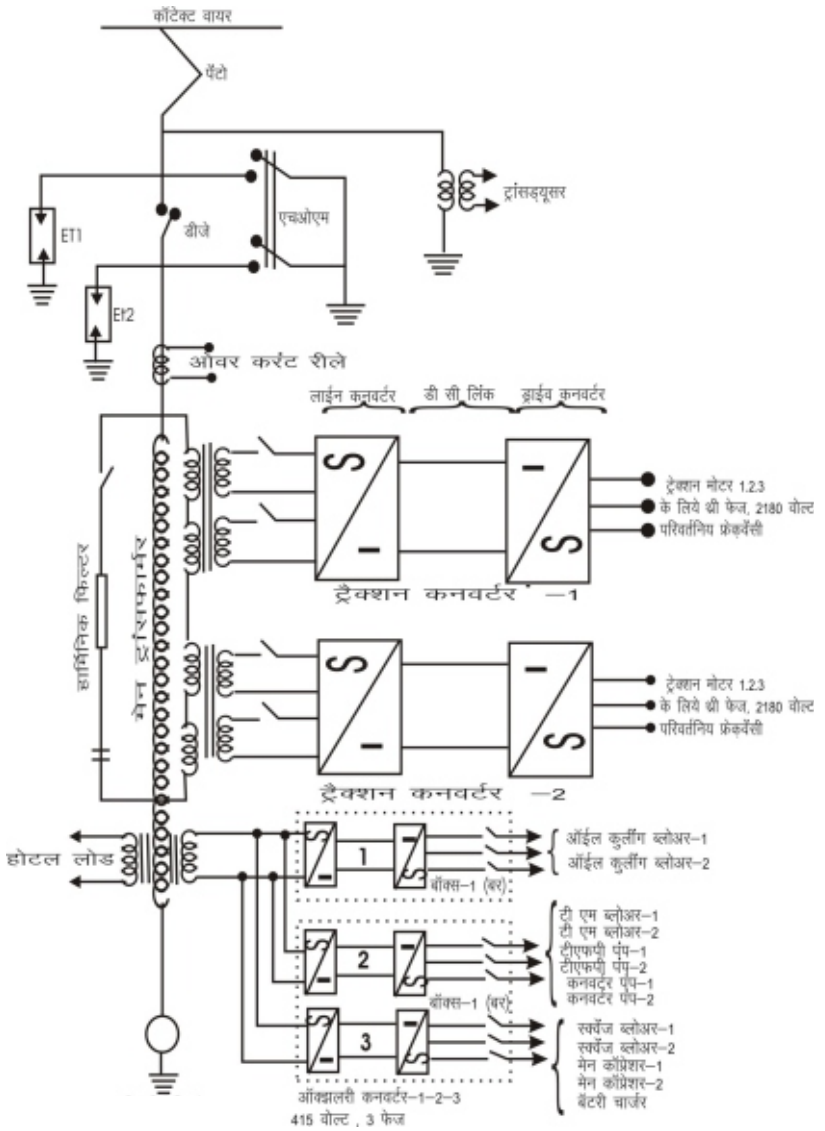 कॉटेक्ट वायर
पेंटो
ट्रांसड्यूसर
एचओएम
डीजे
ET1
Et2
ओवर करंट रीले
लाईन कनवर्टर
डी सी लिंक
ड्राईव कनवर्टर
S
I
I
S
ट्रेक्शन मोटर 1.2.3
के लिये थ्री फेज, 2180 वोल्ट
परिवर्तनिय फ्रेक्वेंसी
ट्रैक्शन कनवर्टर -1
हार्मिनिक फिल्टर
मेन ट्रांसफार्मर
S
I
I
S
ट्रेक्शन मोटर 1.2.3
के लिये थ्री फेज, 2180 वोल्ट
परिवर्तनिय फ्रेक्वेंसी
ट्रैक्शन कनवर्टर -2
होटल लोड
S
I
1
I
S
बॉक्स-1 (बर)
ऑईल कुलींग ब्लोअर-1
ऑईल कुलींग ब्लोअर-2
S
I
2
I
S
बॉक्स-1 (बर)
टी एम ब्लोअर-1
टी एम ब्लोअर-2
टीएफपी पंप-1
टीएफपी पंप-2
कनवर्टर पंप-1
कनवर्टर पंप-2
S
I
3
I
S
स्क्वेंज ब्लोअर-1
स्क्वेंज ब्लोअर-2
मेन कॉप्रेशर-1
मेन कॉप्रेशर-2
बॅटरी चार्जर
ऑक्झलरी कनवर्टर-1-2-3
415 वोल्ट , 3 फेज